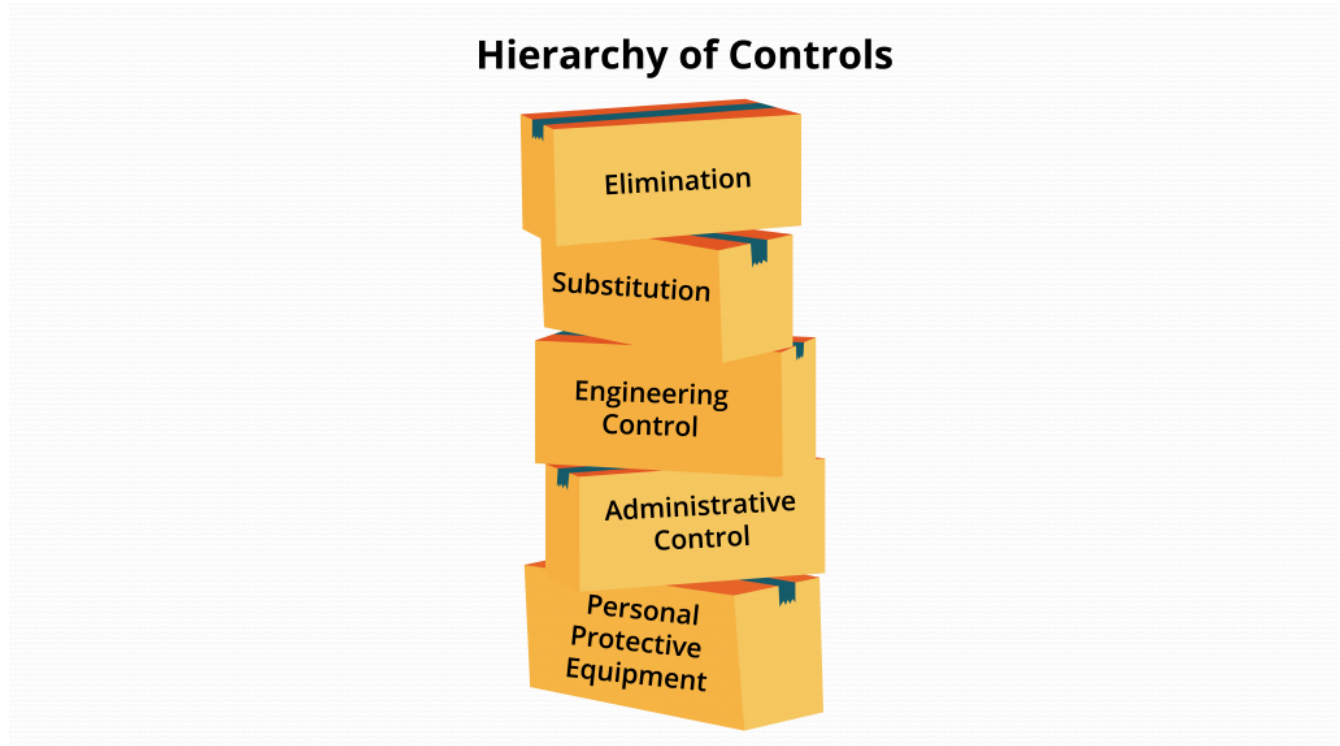 Hierarchy of Controls
Elimination
Substitution
Engineering
Control
Administrative
Control
Personal
Protective
Equipment